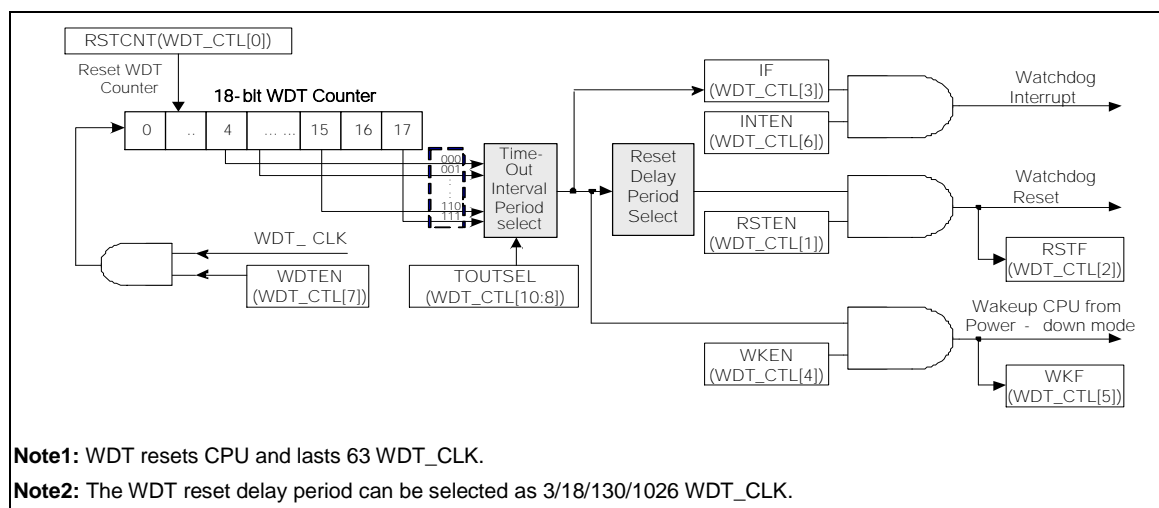 RSTCNT(WDT_CTL[0])
Reset WDT
Counter
18-bit WDT Counter
0 .. 4 ... ... 15 16 17
000
001
110
111
Time-
Out
Interval
Period
select
TOUTSEL
(WDT_CTL[10:8])
WDT_ CLK
WDTEN
(WDT_CTL[7])
Reset
Delay
Period
Select
IF
(WDT_CTL[3])
INTEN
(WDT_CTL[6])
Watchdog
Interrupt
RSTEN
(WDT_CTL[1])
Watchdog
Reset
RSTF
(WDT_CTL[2])
WKEN
(WDT_CTL[4])
Wakeup CPU from
Power - down mode
WKF
(WDT_CTL[5])
Note1: WDT resets CPU and lasts 63 WDT_CLK.
Note2: The WDT reset delay period can be selected as 3/18/130/1026 WDT_CLK.